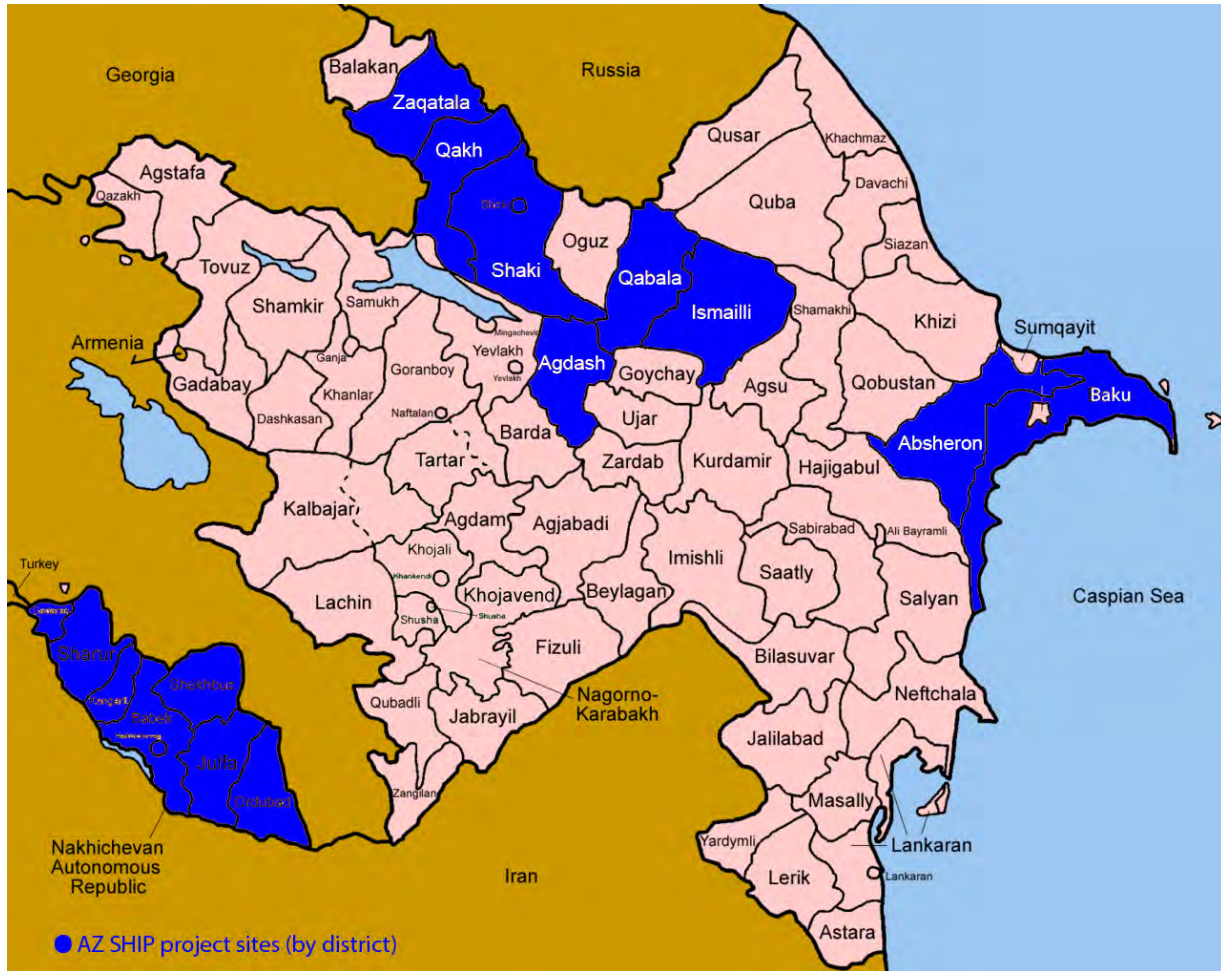 Georgia
Russia
Balakan
Zaqatala
Qakh
Qusar
Khachmaz
Agstafa
Qazakh
Davachi
Quba
Shaki
Oguz
Siazan
Tovuz
Shaki
Qabala
Shamkir
Samukh
Ismailli
Shamakhi
Khizi
Sumqayit
Mingachevir
Armenia
Ganja
Yevlakh
Agdash
Goychay
Goranboy
Gadabay
Yevlakh
Khanlar
Agsu
Qobustan
Baku
Dashkasan
Naftalan
Ujar
Barda
Absheron
Tartar
Zardab
Kurdamir
Hajigabul
Kalbajar
Agdam
Agjabadi
Sabirabad
Ali Bayramli
Khojali
Imishli
Turkey
Khankendi
Saatly
Lachin
Khojavend
Beylagan
Salyan
Caspian Sea
Shusha
Shusha
Sharur
Fizuli
Bilasuvar
Shakhbuz
Kangarli
Nagorno-
Karabakh
Neftchala
Babek
Qubadli
Jabrayil
Jalilabad
Julfa
Zangilan
Masally
Ordubad
Nakhichevan
Autonomous
Republic
Yardymli
Lankaran
Iran
Lerik
Lankaran
Astara
AZ SHIP project sites (by district)